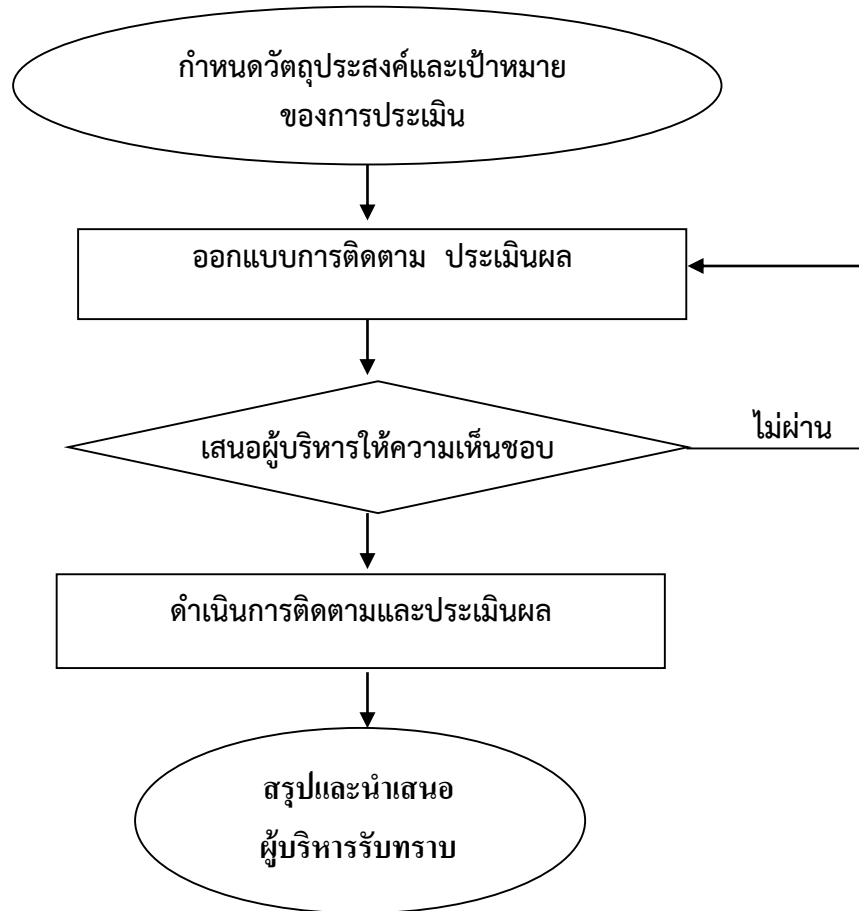 กำหนดวัตถุประสงค์และเป้าหมาย
ของการประเมิน
ออกแบบการติดตาม ประเมินผล
เสนอผู้บริหารให้ความเห็นชอบ
ไม่ผ่าน
ดำเนินการติดตามและประเมินผล
สรุปและนำเสนอ
ผู้บริหารรับทราบ